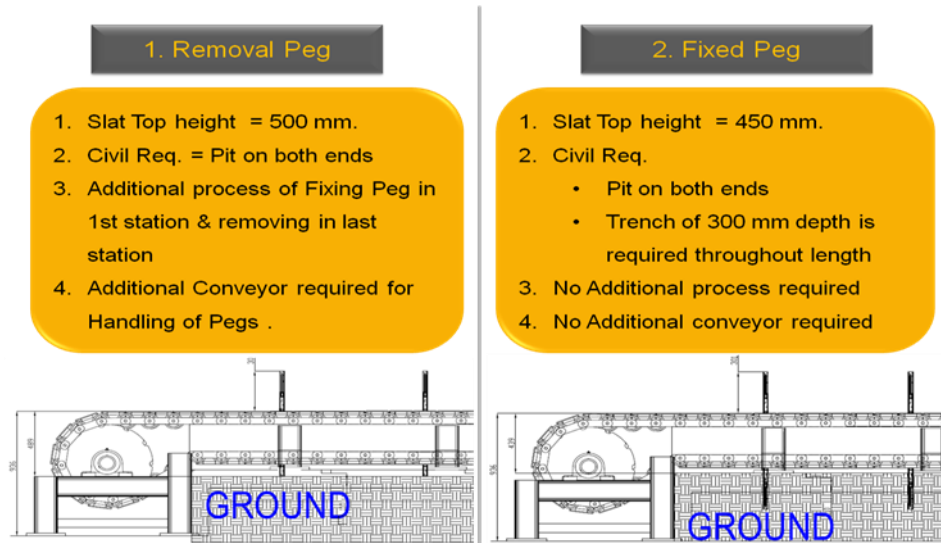 1. Removal Peg
1. Slat Top height = 500 mm.
2. Civil Req. = Pit on both ends
3. Additional process of Fixing Peg in
1st station & removing in last
station
4. Additional Conveyor required for
Handling of Pegs .
GROUND
2. Fixed Peg
1. Slat Top height = 450 mm.
2. Civil Req.
• Pit on both ends
• Trench of 300 mm depth is
required throughout length
3. No Additional process required
4. No Additional conveyor required
439
GROUND